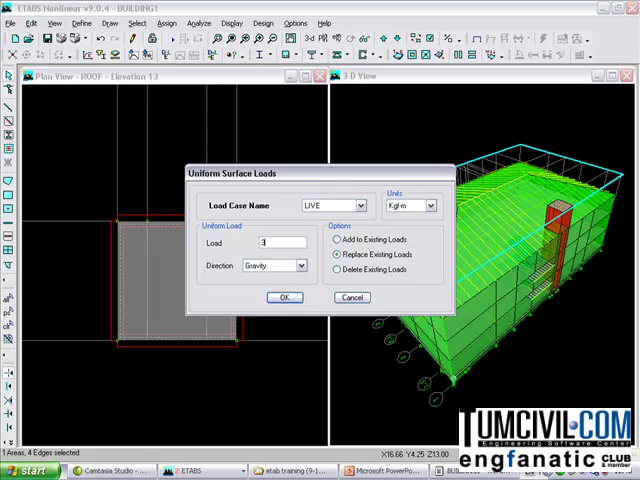 ETABS Nonlinear v9.0.4 - BUILDING1
File Edit View Define Draw Select Assign Analyze Display Design Options Help
Plan View - ROOF - Elevation 13
3-D View
Uniform Surface Loads
Load Case Name LIVE
Units
Kgf-m
Uniform Load
Load 3
Direction Gravity
Options
Add to Existing Loads
Replace Existing Loads
Delete Existing Loads
OK Cancel
1 Areas, 4 Edges selected
X16.66 Y4.25 Z13.00
start
Camtasia Studio - ...
2 ETABS
etab training (9-1...
Microsoft PowerPo...
TUMCIVIL.COM
Engineering Software Center
engfanatic CLUB
& member